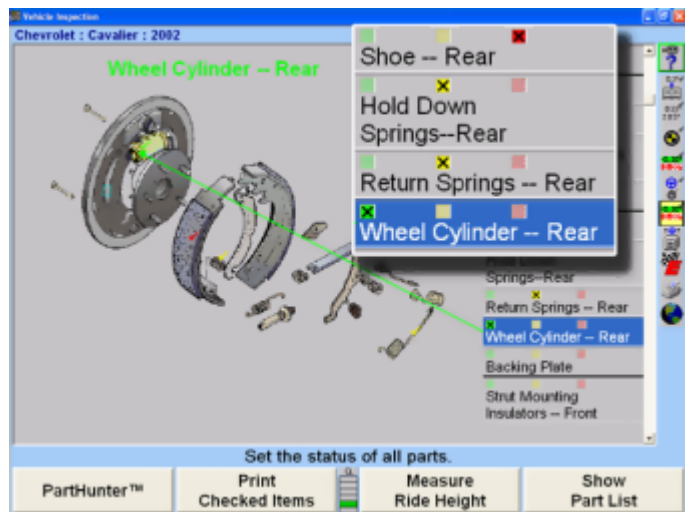 Vehicle Inspection
Chevrolet : Cavalier : 2002
Wheel Cylinder -- Rear
Shoe -- Rear
Hold Down
Springs--Rear
Return Springs -- Rear
Wheel Cylinder -- Rear
Springs--Rear
Return Springs -- Rear
Wheel Cylinder -- Rear
Backing Plate
Strut Mounting
Insulators -- Front
Set the status of all parts.
PartHunter™
Print
Checked Items
Measure
Ride Height
Show
Part List